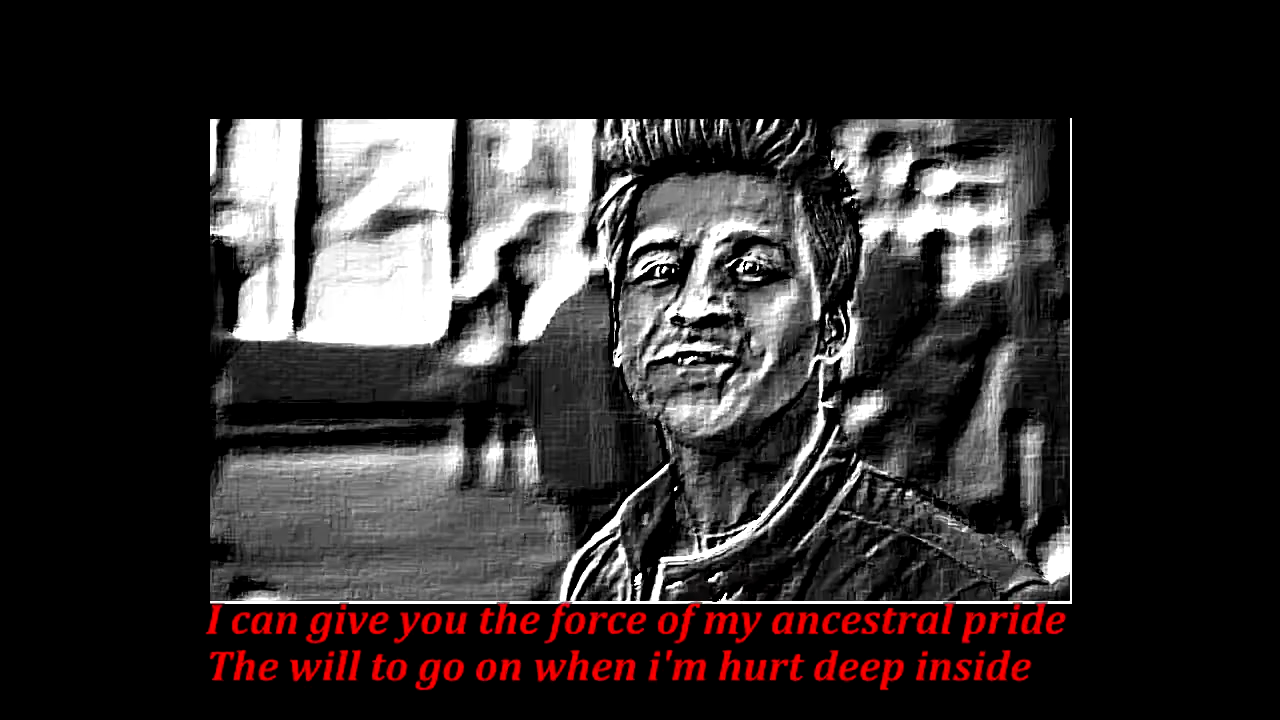 I can give you the force of my ancestral pride
The will to go on when i'm hurt deep inside